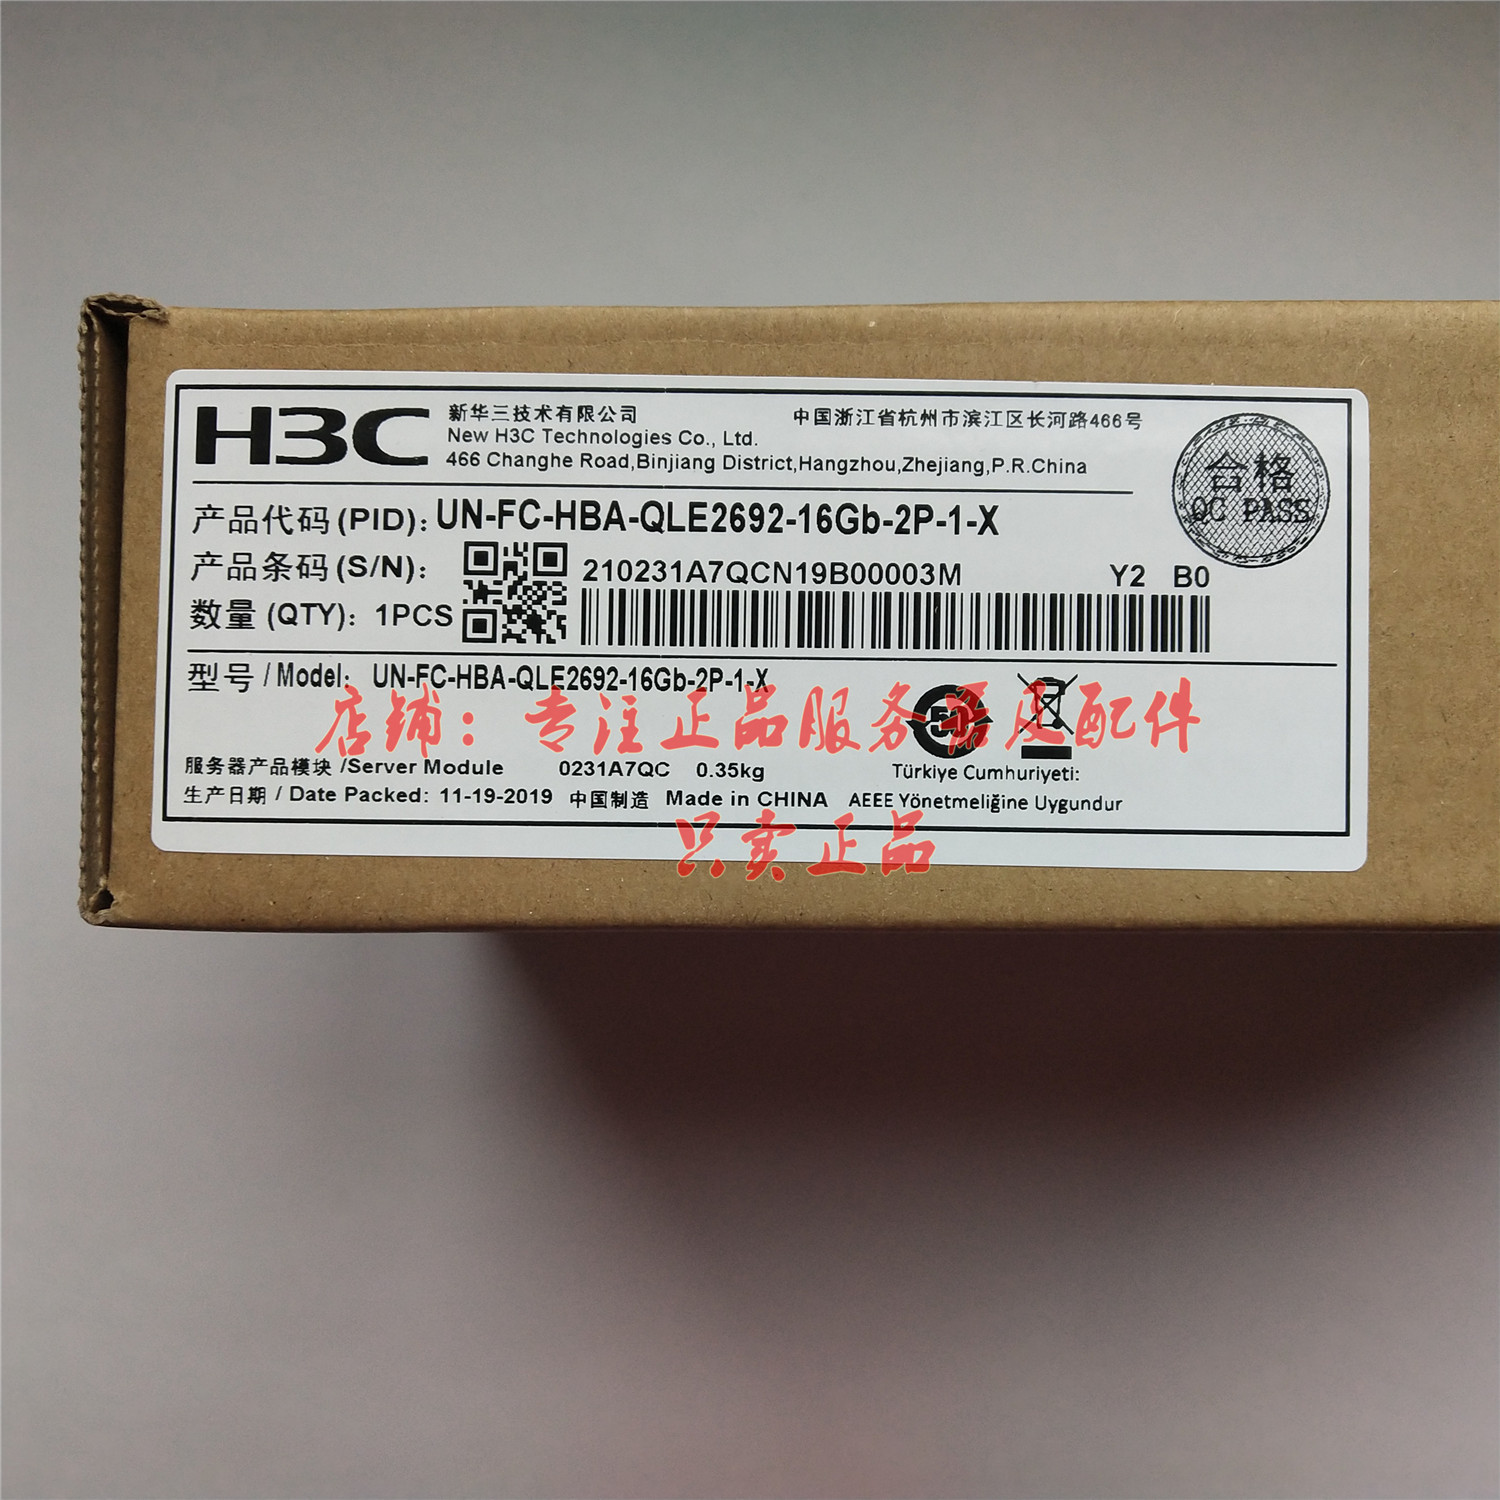 H3C
新华三技术有限公司 中国浙江省杭州市滨江区长河路466号
New H3C Technologies Co., Ltd.
466 Changhe Road,Binjiang District,Hangzhou,Zhejiang,P.R.China
合格
QC PASS
产品代码(PID): UN-FC-HBA-QLE2692-16Gb-2P-1-X
产品条码(S/N): 210231A7QCN19B00003M Y2 B0
数量(QTY): 1PCS
型号/Model: UN-FC-HBA-QLE2692-16Gb-2P-1-X
店铺：专注正品服务器及配件
50
服务器产品模块/Server Module 0231A7QC 0.35kg Türkiye Cumhuriyeti:
生产日期/Date Packed: 11-19-2019 中国制造 Made in CHINA AEEE Yönetmeliğine Uygundur
只卖正品